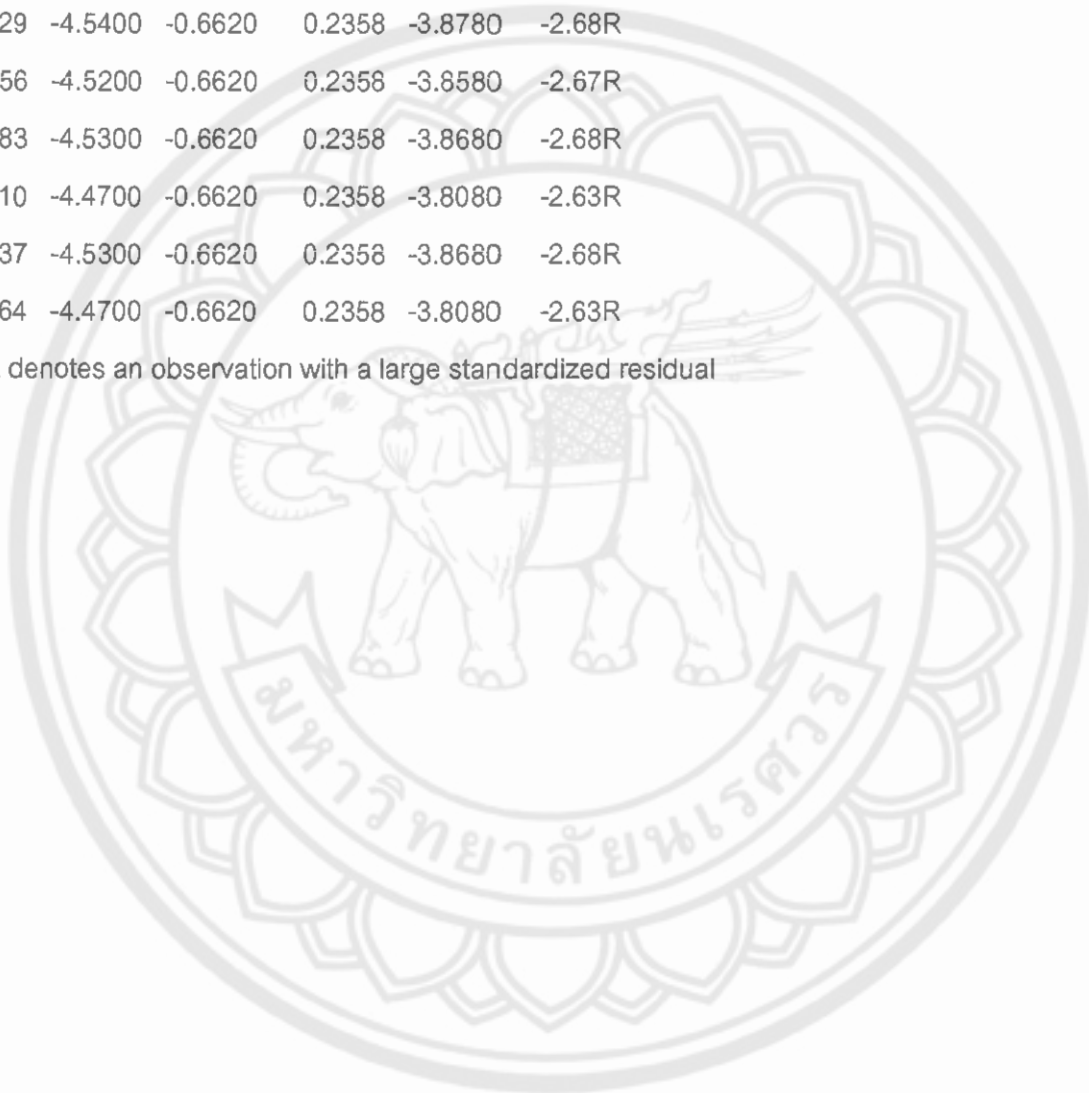 29 -4.5400 -0.6620 0.2358 -3.8780 -2.68R
56 -4.5200 -0.6620 0.2358 -3.8580 -2.67R
83 -4.5300 -0.6620 0.2358 -3.8680 -2.68R
10 -4.4700 -0.6620 0.2358 -3.8080 -2.63R
37 -4.5300 -0.6620 0.2358 -3.8680 -2.68R
64 -4.4700 -0.6620 0.2358 -3.8080 -2.63R
denotes an observation with a large standardized residual
มหาวิทยาลัยนเรศวร